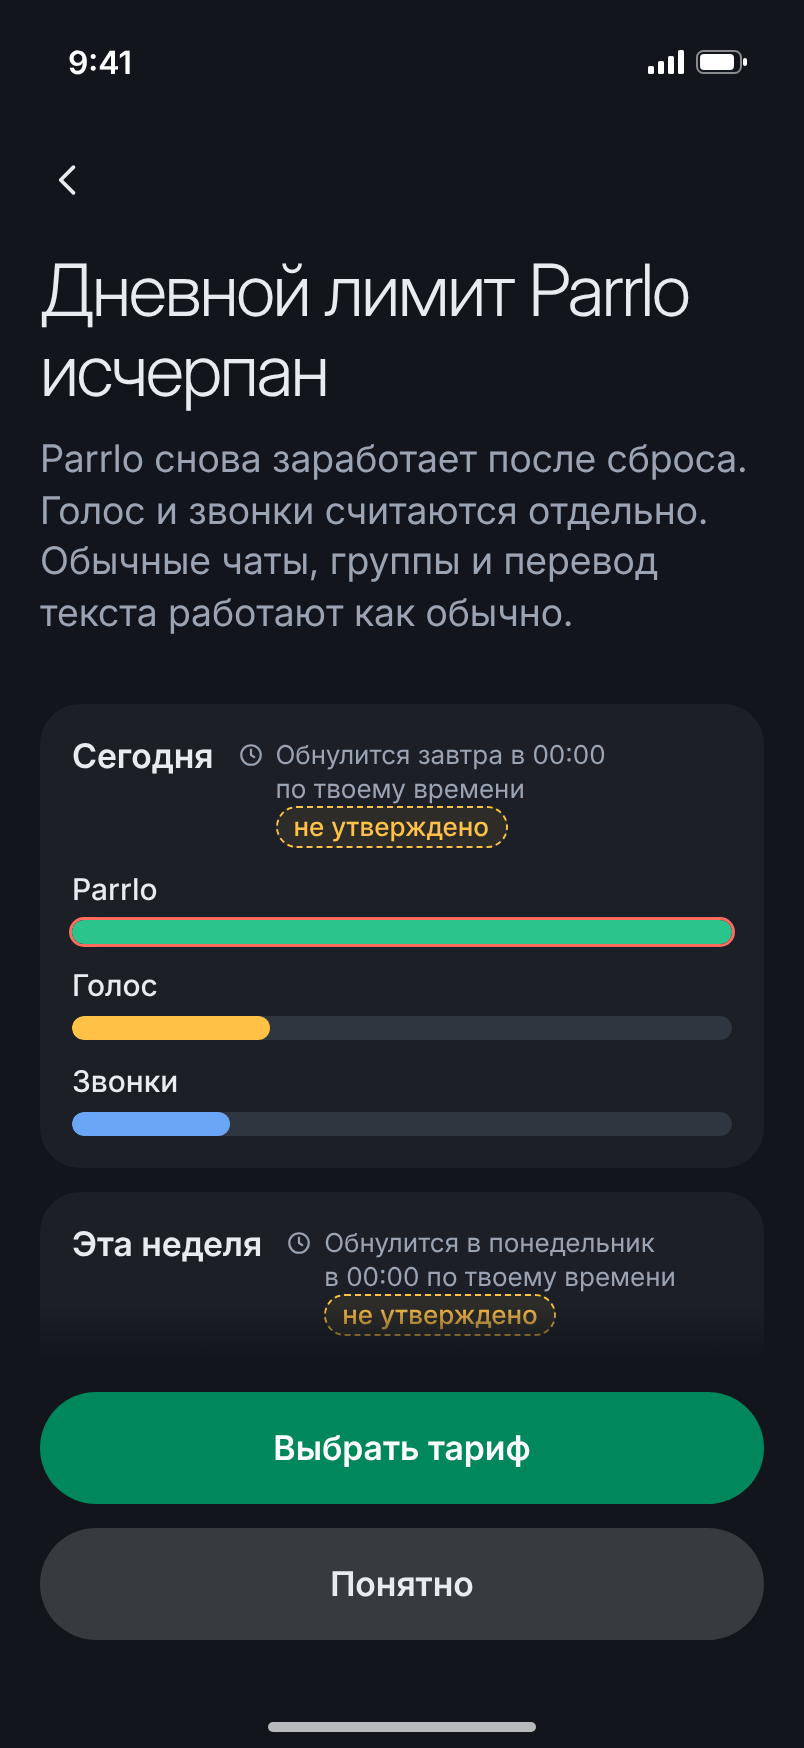 9:41
Дневной лимит Parrlo
исчерпан
Parrlo снова заработает после сброса.
Голос и звонки считаются отдельно.
Обычные чаты, группы и перевод
текста работают как обычно.
Сегодня
Обнулится завтра в 00:00
по твоему времени
не утверждено
Parrlo
Голос
Звонки
Эта неделя
Обнулится в понедельник
в 00:00 по твоему времени
не утверждено
Выбрать тариф
Понятно